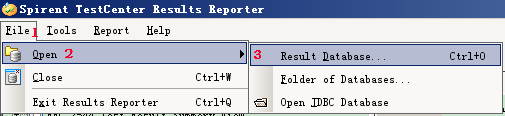 Spirent TestCenter Results Reporter
File 1 Tools Report Help
Open 2
Close Ctrl+W
Exit Results Reporter Ctrl+Q
3 Result Database... Ctrl+O
Folder of Databases...
Open JDBC Database